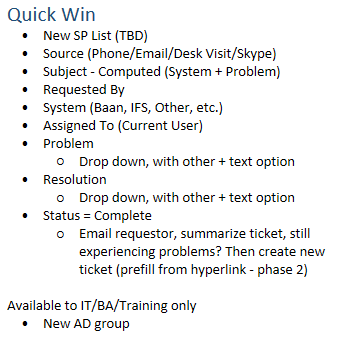 Quick Win
• New SP List (TBD)
• Source (Phone/Email/Desk Visit/Skype)
• Subject - Computed (System + Problem)
• Requested By
• System (Baan, IFS, Other, etc.)
• Assigned To (Current User)
• Problem
o Drop down, with other + text option
• Resolution
o Drop down, with other + text option
• Status = Complete
o Email requestor, summarize ticket, still
experiencing problems? Then create new
ticket (prefill from hyperlink - phase 2)
Available to IT/BA/Training only
• New AD group